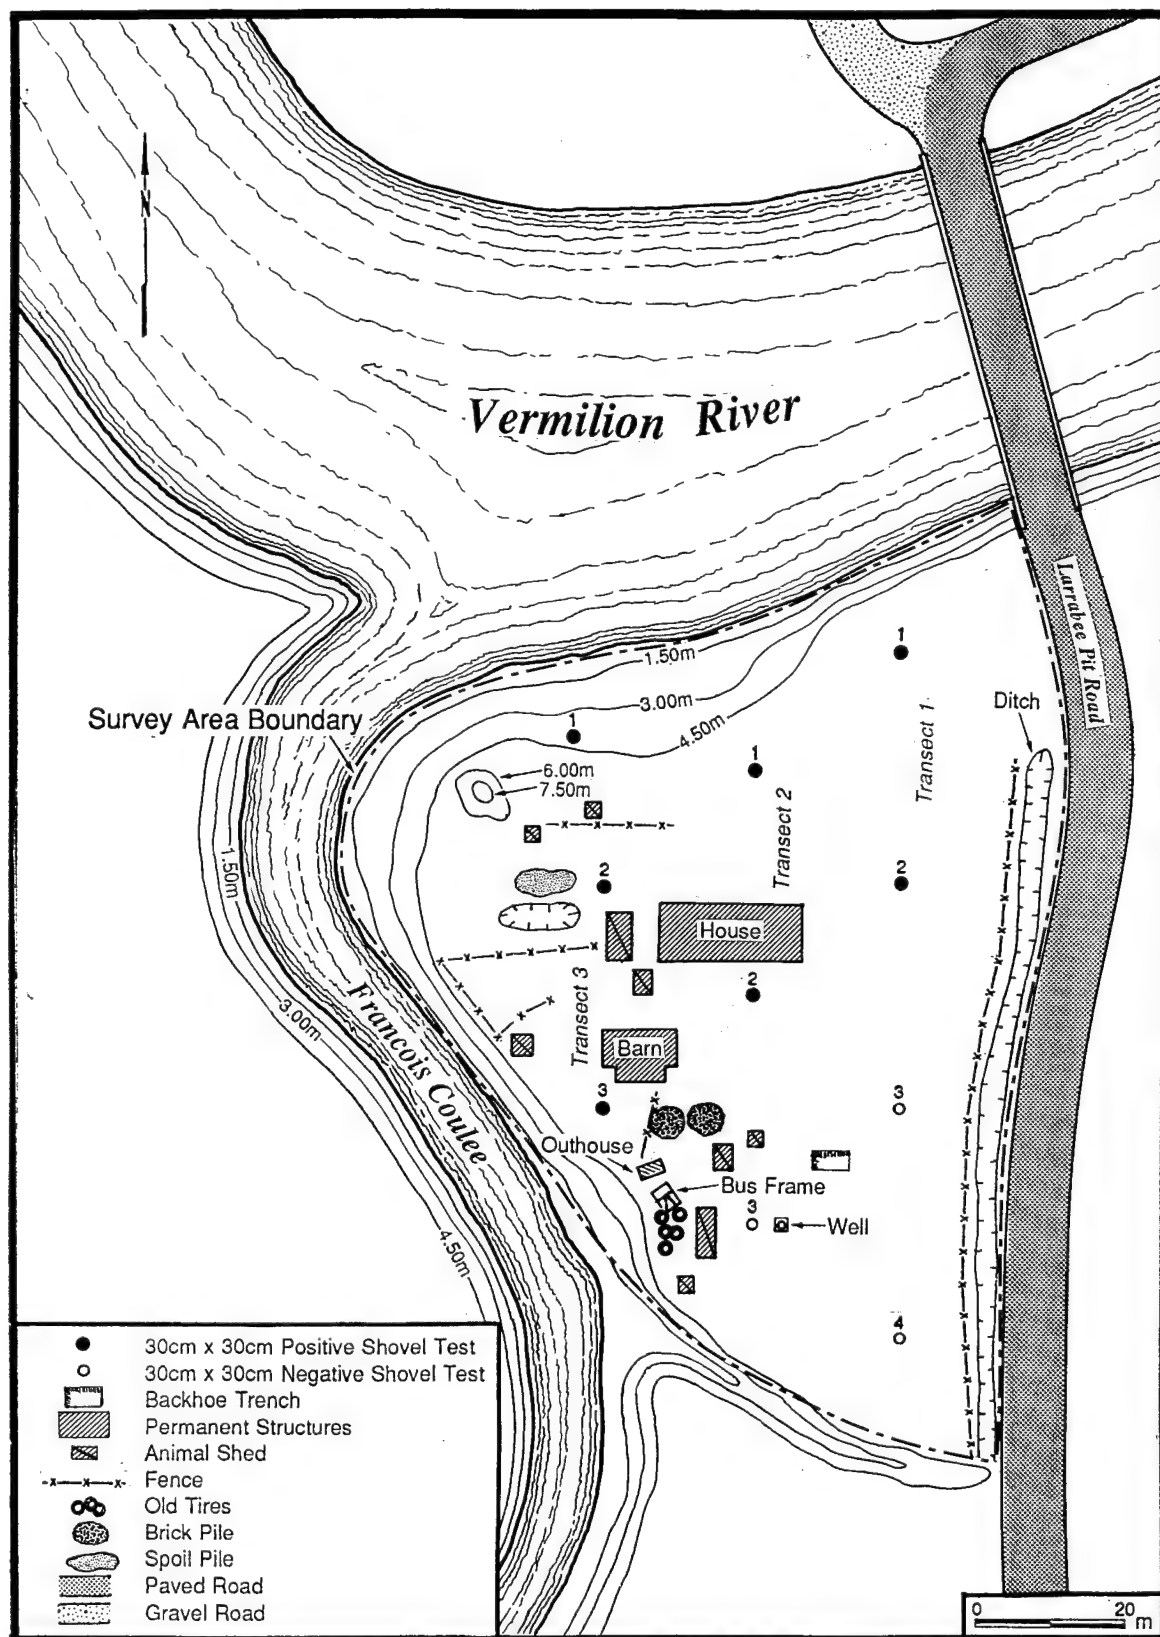 N
Vermilion River
Larrabee Pit Road
1
1.50m
Survey Area Boundary
3.00m
Ditch
1
4.50m
1
Transect 1
6.00m
7.50m
Transect 2
1.50m
2
2
House
Francois Coulee
Transect 3
2
3.00m
Barn
3
3
Outhouse
Bus Frame
3
Well
4.50m
4
30cm x 30cm Positive Shovel Test
30cm x 30cm Negative Shovel Test
Backhoe Trench
Permanent Structures
Animal Shed
Fence
Old Tires
Brick Pile
Spoil Pile
Paved Road
Gravel Road
0 20
m